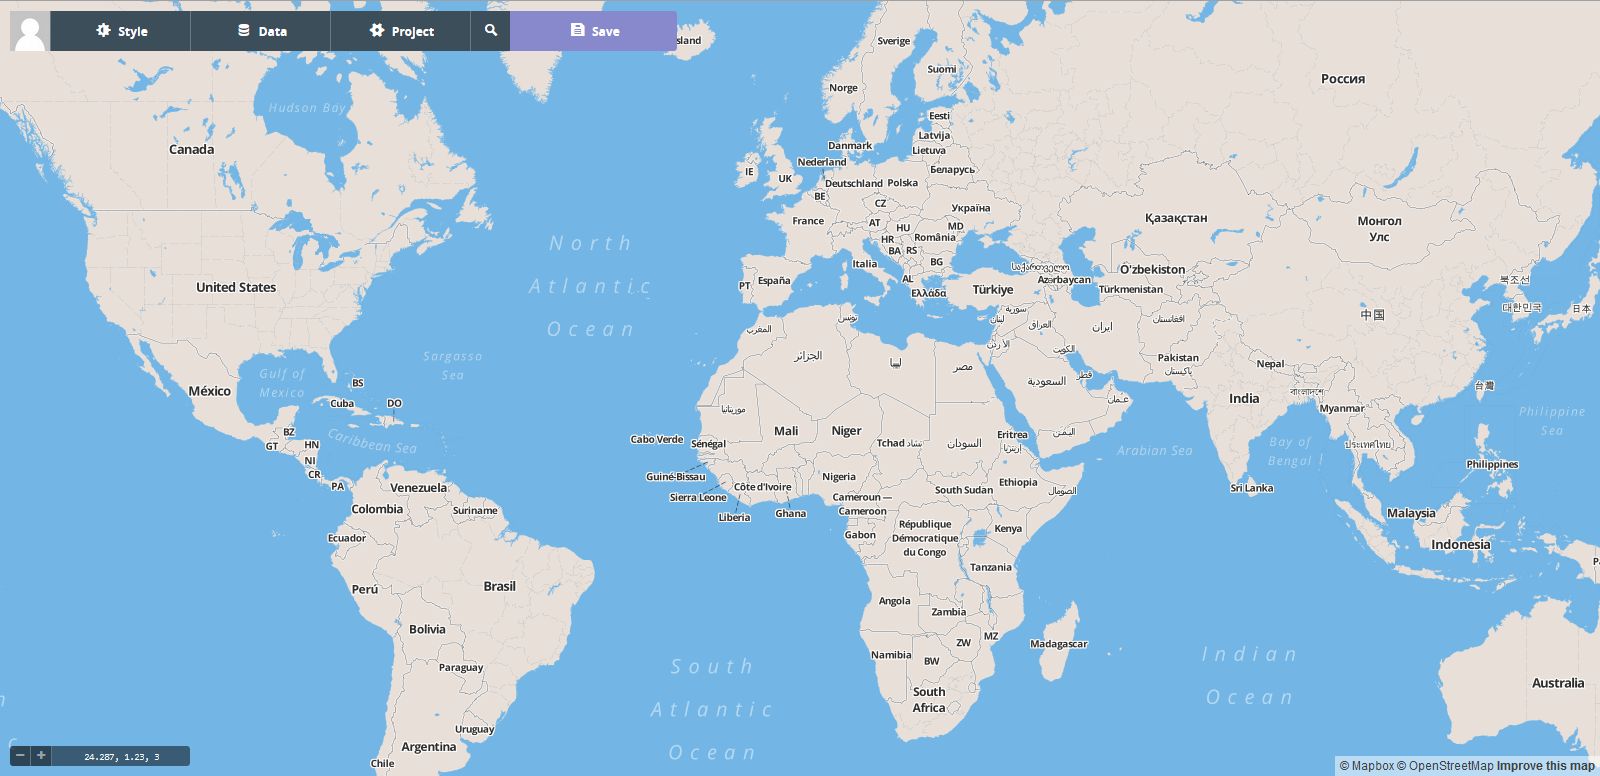 Style
Data
Project
Save
ísland
Sverige
Suomi
Norge
Россия
Hudson Bay
Canada
Eesti
Latvija
Lietuva
Danmark
Nederland
Беларусь
IE
UK
Deutschland
Polska
BE
CZ
Україна
France
AT
HU
MD
Қазақстан
Монгол
Улс
HR
România
BA
RS
BG
Italia
North
Atlantic
Ocean
United States
PT
España
AL
Ελλάδα
Türkiye
საქართველო
Azərbaycan
O'zbekiston
Türkmenistan
북조선
대한민국
日本
中国
تونس
المغرب
سورية
لبنان
العراق
الأردن
ایران
افغانستان
الكويت
الجزائر
ليبيا
مصر
السعودية
قطر
Pakistan
پاکستان
Nepal
Sargasso
Sea
Gulf of
Mexico
México
BS
Cuba
DO
India
বাংলাদেশ
Myanmar
台灣
Philippine
Sea
عمان
موريتانيا
Mali
Niger
Tchad تشاد
السودان
Eritrea
إرتريا
اليمن
Arabian Sea
Bay of
Bengal
ประเทศไทย
BZ
GT
HN
NI
CR
PA
Caribbean Sea
Cabo Verde
Sénégal
Guiné-Bissau
Sierra Leone
Liberia
Côte d'Ivoire
Ghana
Nigeria
Cameroun —
Cameroon
South Sudan
Ethiopia
الصومال
Sri Lanka
Philippines
Malaysia
Indonesia
Venezuela
Colombia
Suriname
Ecuador
Gabon
République
Démocratique
du Congo
Kenya
Tanzania
Perú
Brasil
Bolivia
Angola
Zambia
ZW
MZ
Madagascar
Namibia
BW
South
Africa
Paraguay
Uruguay
Argentina
Chile
South
Atlantic
Ocean
Indian
Ocean
Australia
24.287, 1.23, 3
© Mapbox © OpenStreetMap Improve this map